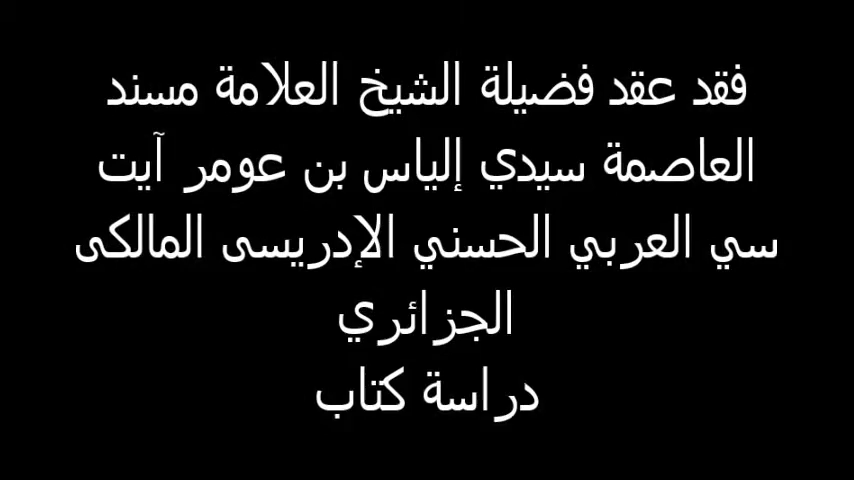 فقد عقد فضيلة الشيخ العلامة مسند
العاصمة سيدي إلياس بن عومر آيت
سي العربي الحسني الإدريسى المالكى
الجزائري
دراسة كتاب